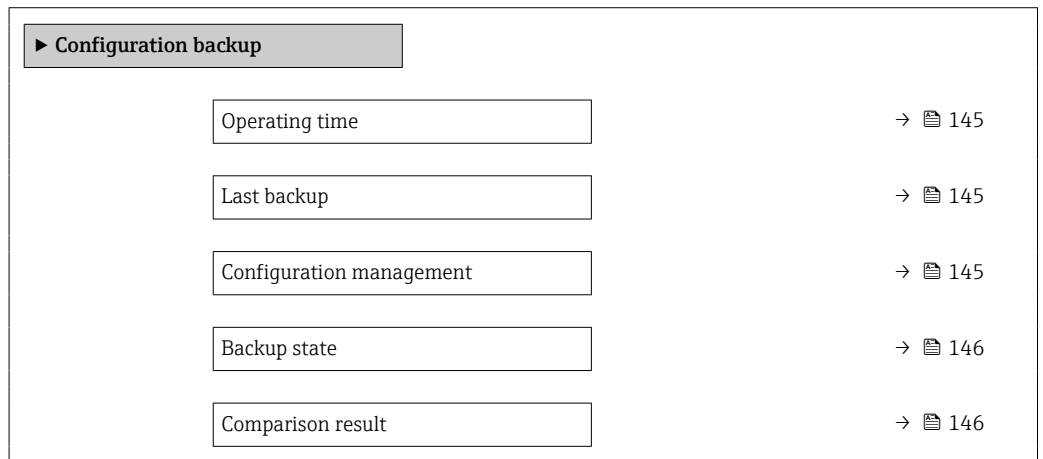 ▶ Configuration backup
Operating time → 145
Last backup → 145
Configuration management → 145
Backup state → 146
Comparison result → 146